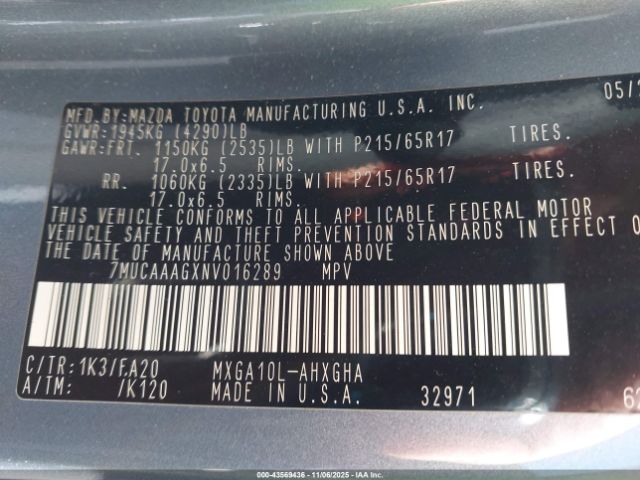 MFD.BY:MAZDA TOYOTA MANUFACTURING U.S.A. INC. 05/
GVWR:1945KG (4290)LB
GAWR:FRT. 1150KG (2535)LB WITH P215/65R17 TIRES.
17.0x6.5 RIMS.
RR. 1060KG (2335)LB WITH P215/65R17 TIRES.
17.0x6.5 RIMS.
THIS VEHICLE CONFORMS TO ALL APPLICABLE FEDERAL MOTOR
VEHICLE SAFETY AND THEFT PREVENTION STANDARDS IN EFFECT O
THE DATE OF MANUFACTURE SHOWN ABOVE.
7MUCAAAGXNV016289 MPV
C/TR:1K3/FA20 MXGA10L-AHXGHA
A/TM: /K120 MADE IN U.S.A. 32971 62
000-43569436 - 11/06/2025 - IAA Inc.